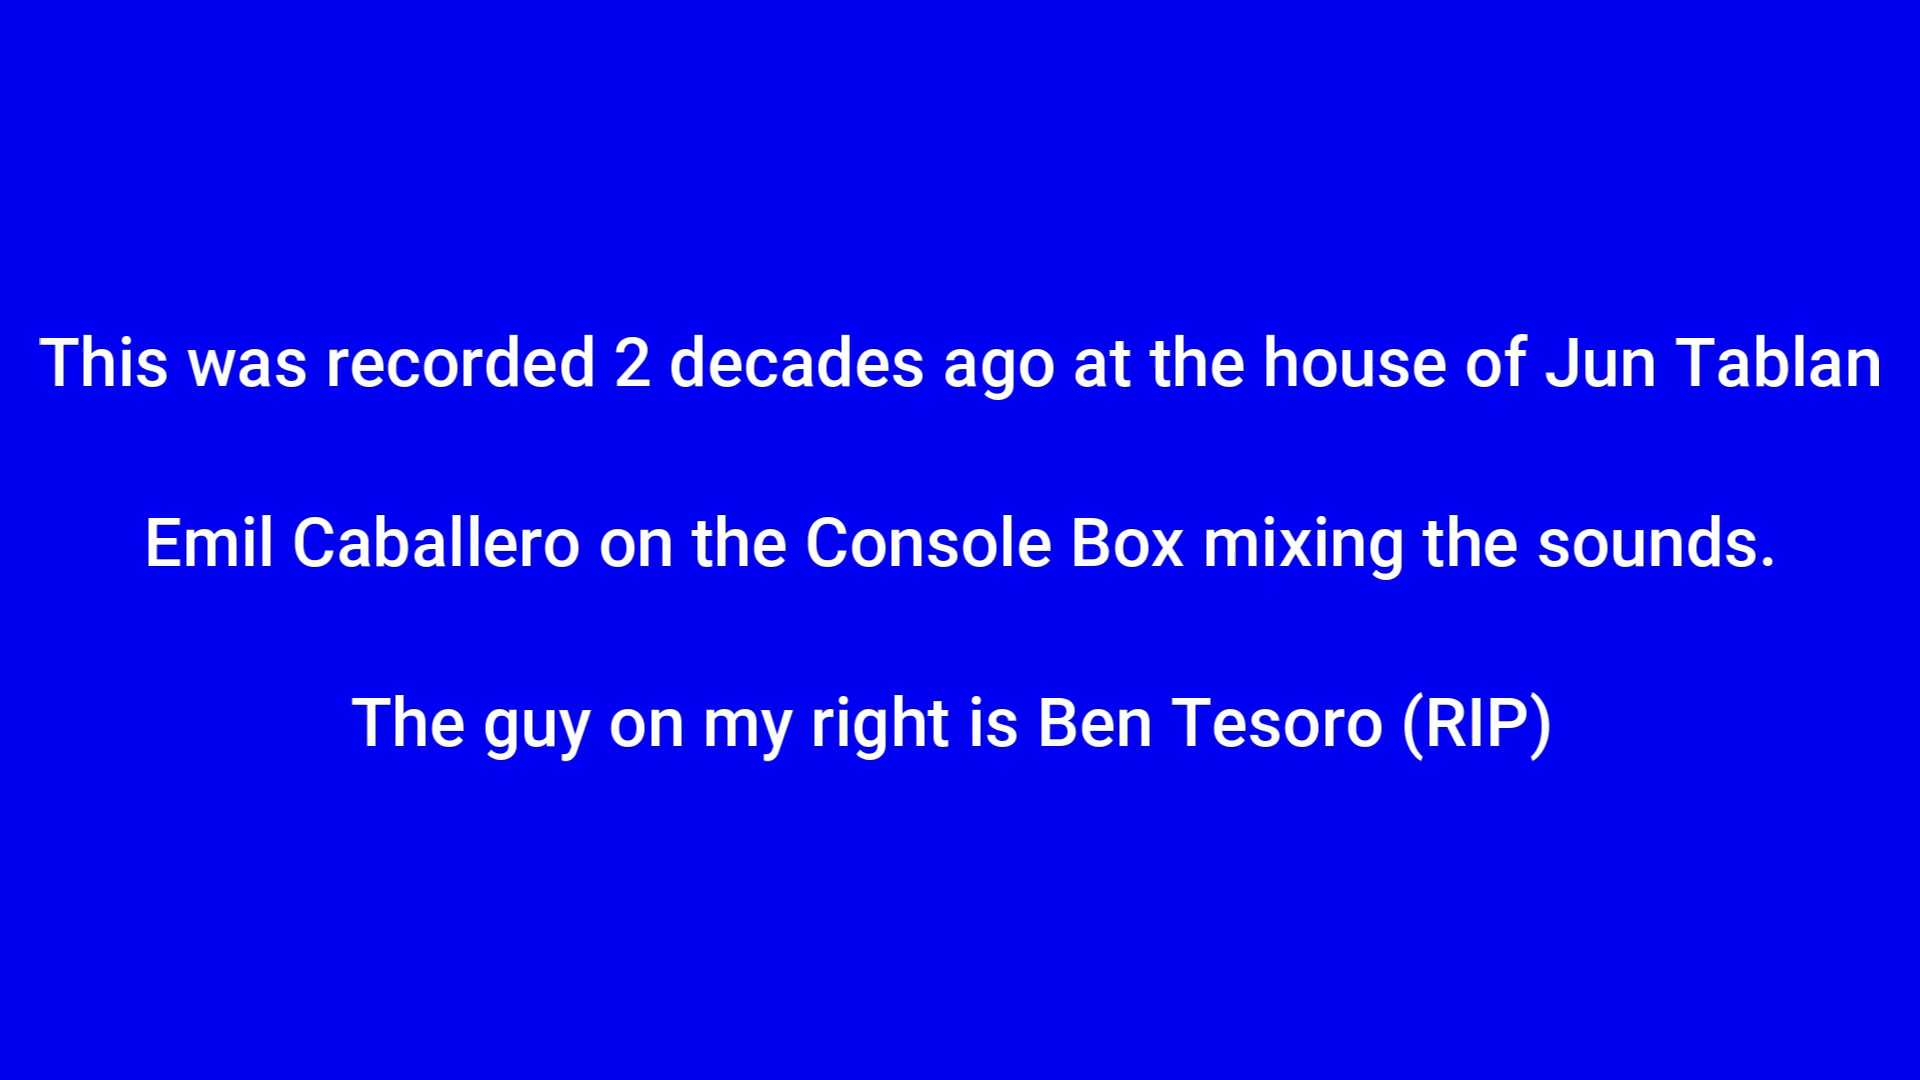 This was recorded 2 decades ago at the house of Jun Tablan
Emil Caballero on the Console Box mixing the sounds.
The guy on my right is Ben Tesoro (RIP)